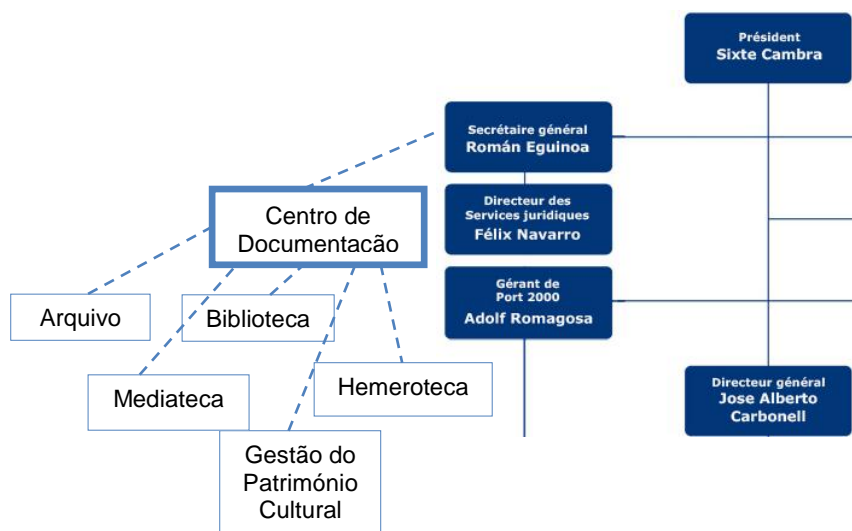 Président
Sixte Cambra
Secrétaire général
Román Eguinoa
Directeur des
Services juridiques
Félix Navarro
Centro de
Documentacão
Gérant de
Port 2000
Adolf Romagosa
Arquivo
Biblioteca
Mediateca
Hemeroteca
Directeur général
Jose Alberto
Carbonell
Gestão do
Património
Cultural